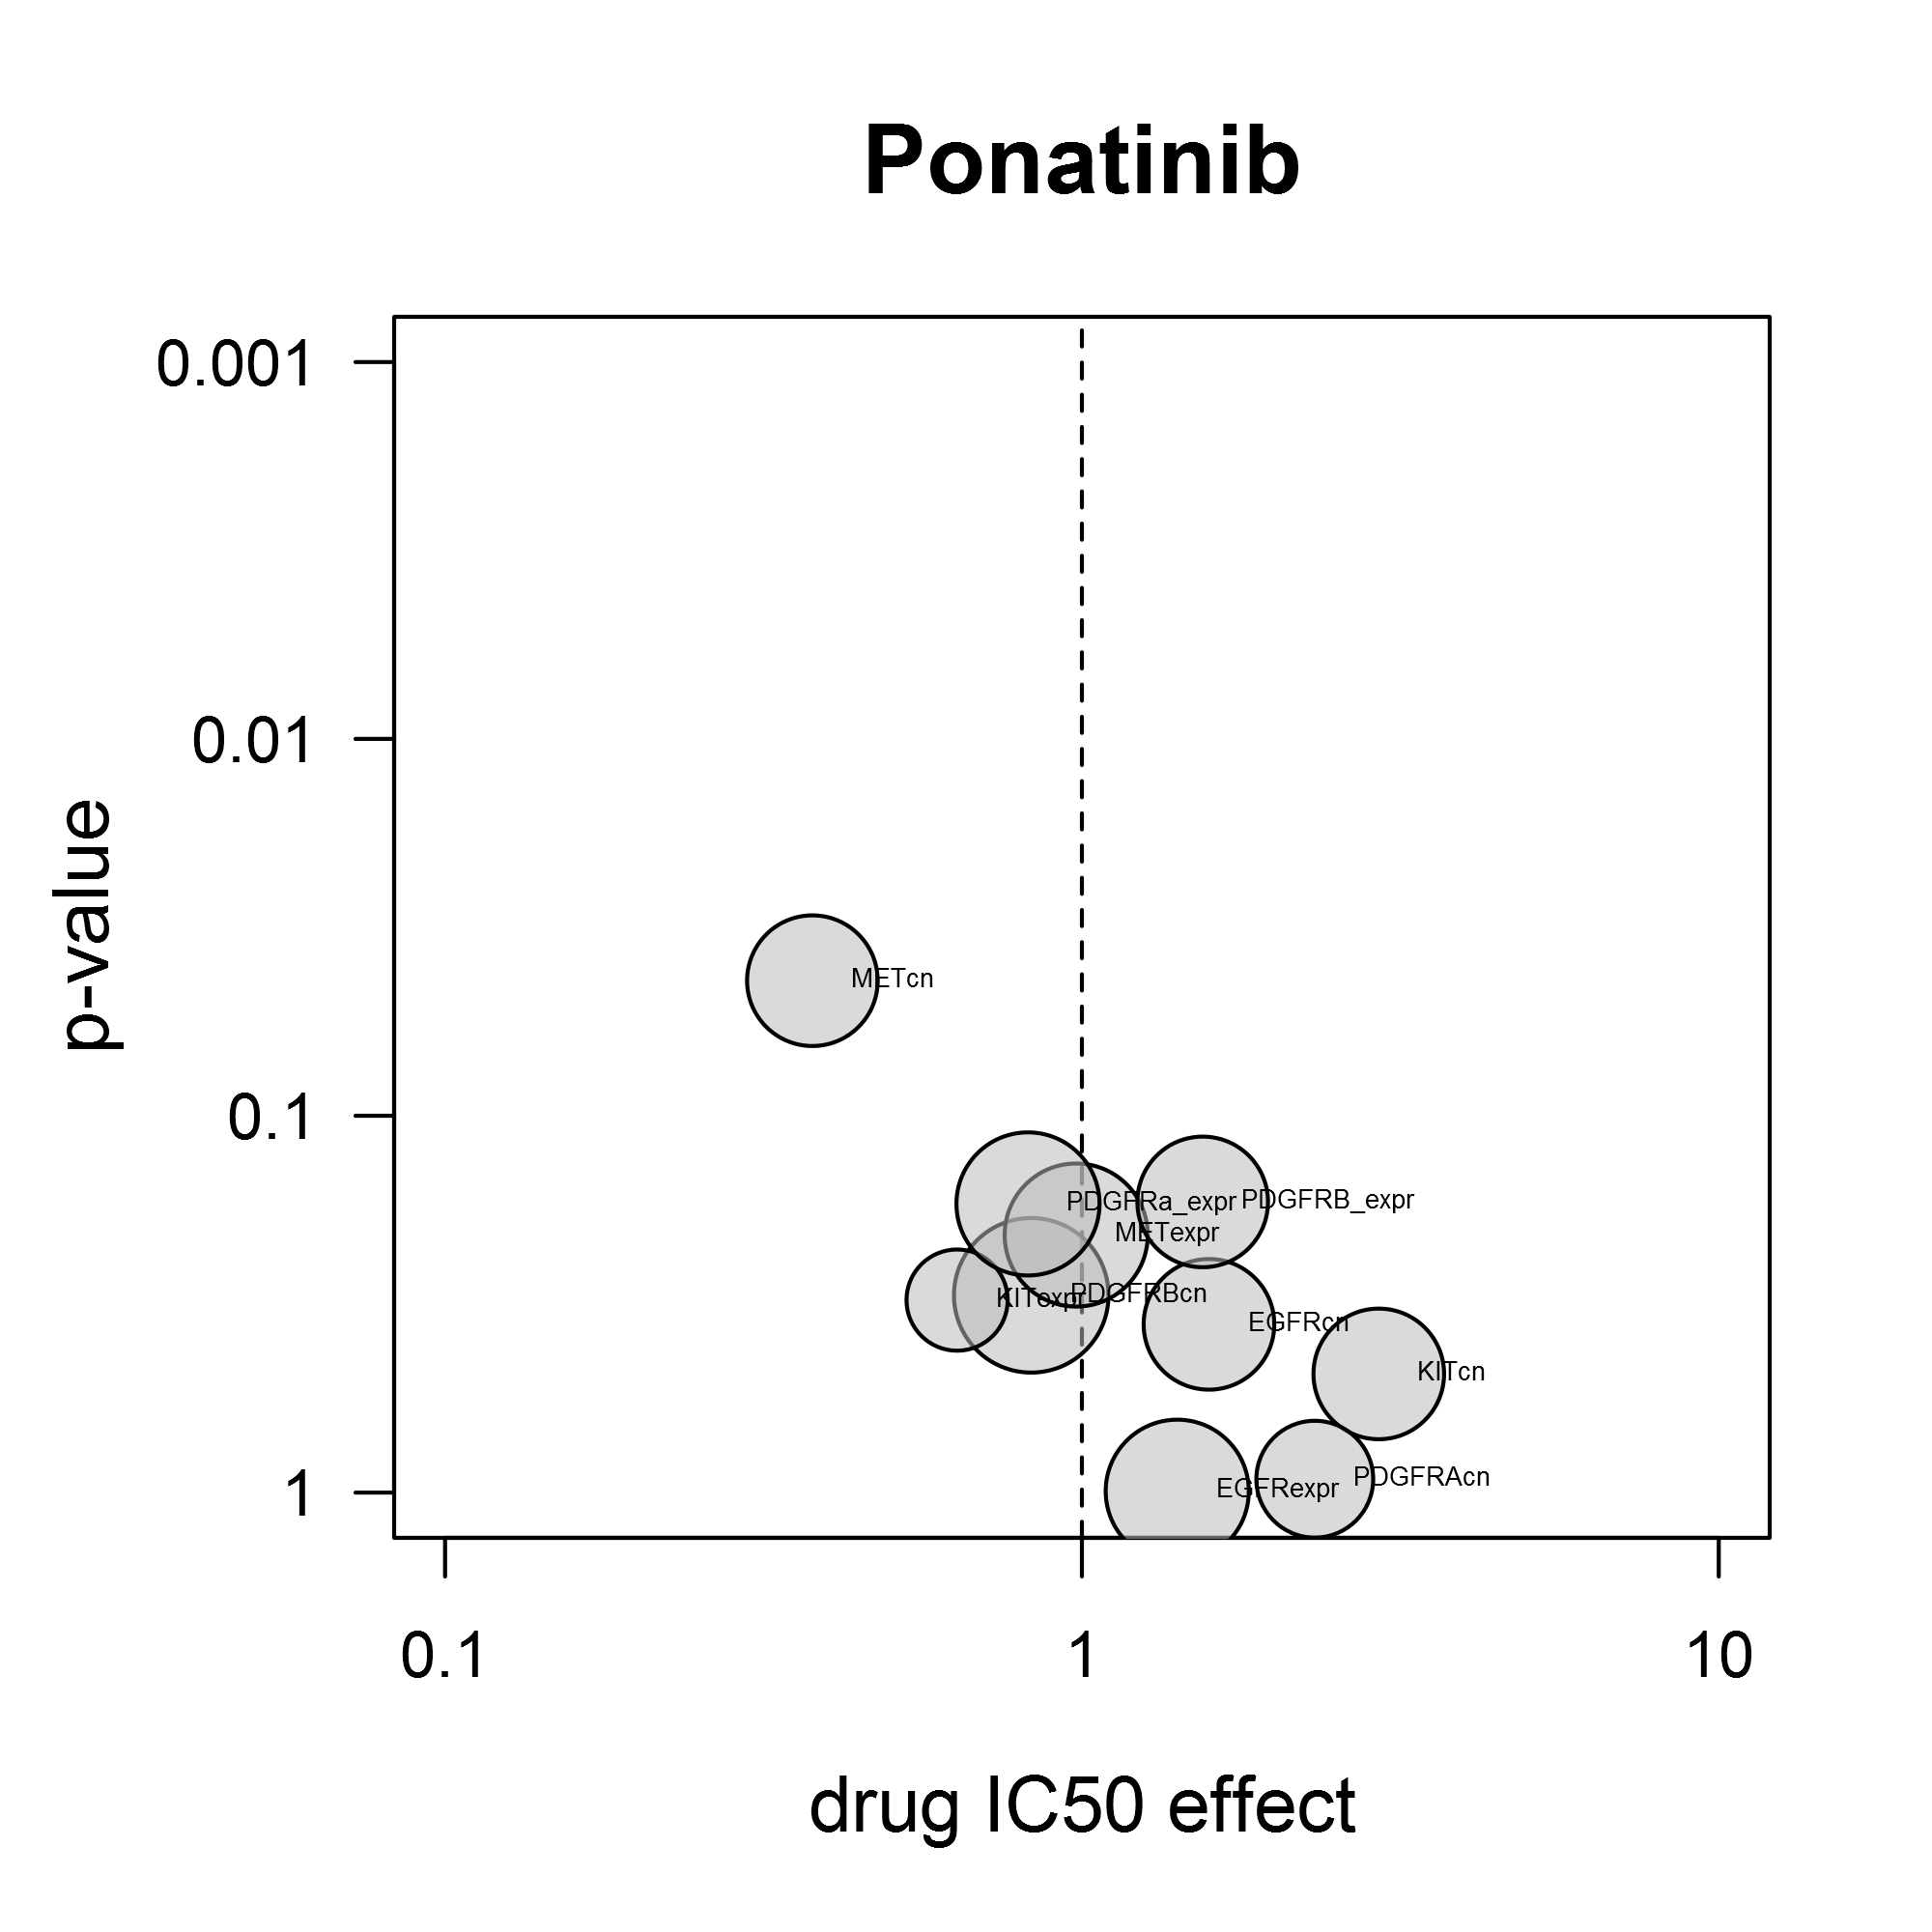 Ponatinib
0.001
0.01
0.1
1
p-value
METcn
PDGFRa_expr
PDGFRB_expr
METexpr
KITexpr
PDGFRBcn
EGFRcn
KITcn
EGFRexpr
PDGFRAcn
0.1
1
10
drug IC50 effect